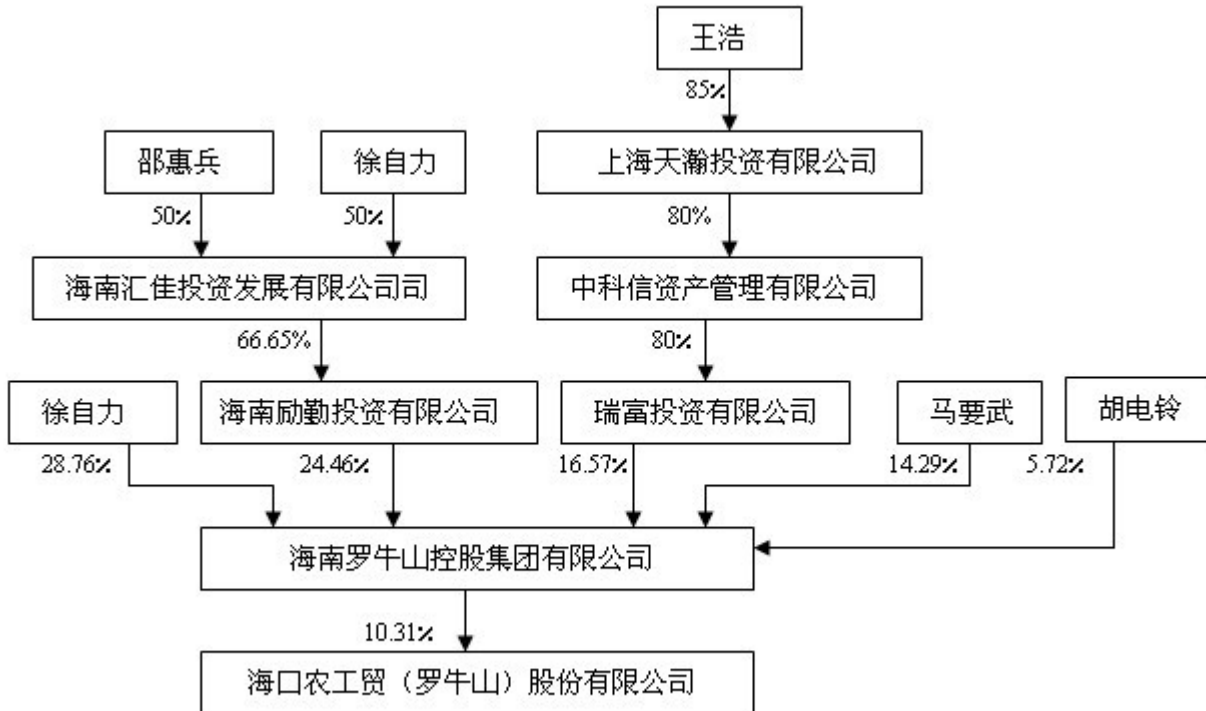 王浩
85%
邵惠兵
徐自力
上海天瀚投资有限公司
50%
50%
80%
海南汇佳投资发展有限公司司
中科信资产管理有限公司
66.65%
80%
徐自力
海南励勤投资有限公司
瑞富投资有限公司
马要武
胡电铃
28.76%
24.46%
16.57%
14.29%
5.72%
海南罗牛山控股集团有限公司
10.31%
海口农工贸（罗牛山）股份有限公司